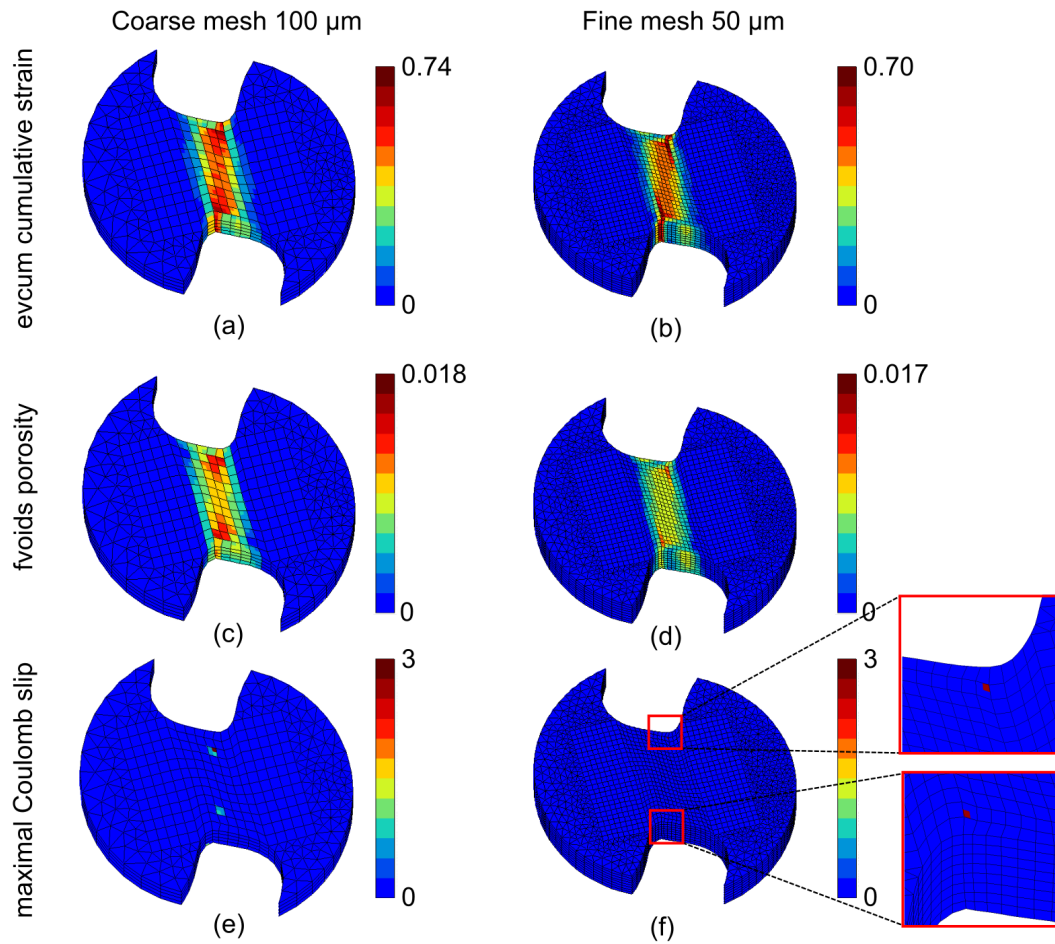 Coarse mesh 100 µm
Fine mesh 50 µm
evcum cumulative strain
0.74
0
(a)
0.70
0
(b)
fvoids porosity
0.018
0
(c)
0.017
0
(d)
maximal Coulomb slip
3
0
(e)
3
0
(f)